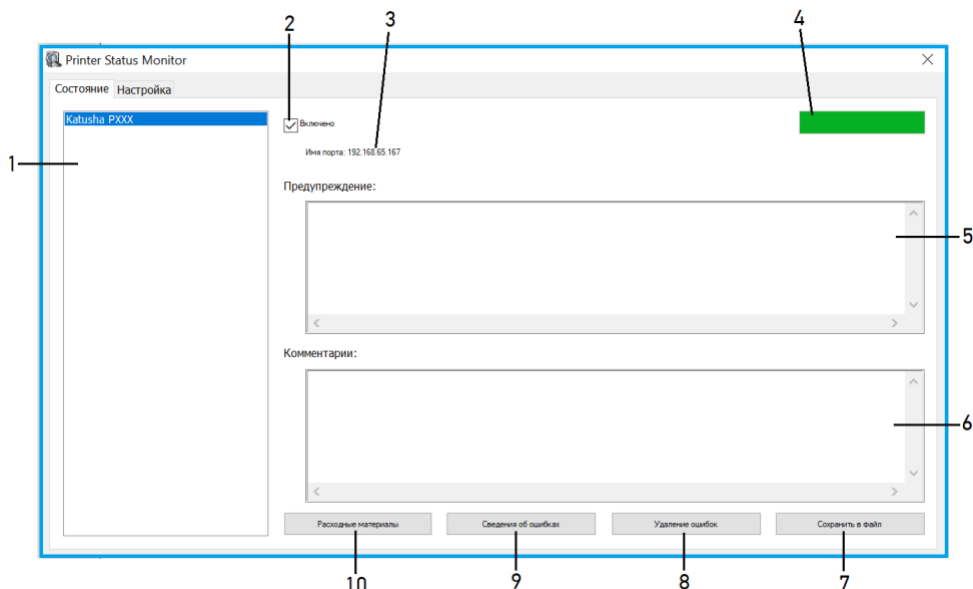 2
3
4
Printer Status Monitor
Состояние Настройка
Katusha PXXX
Включено
1
Имя порта: 192.168.65.167
Предупреждение:
5
Комментарии:
6
Расходные материалы
Сведения об ошибках
Удаление ошибок
Сохранить в файл
10
9
8
7